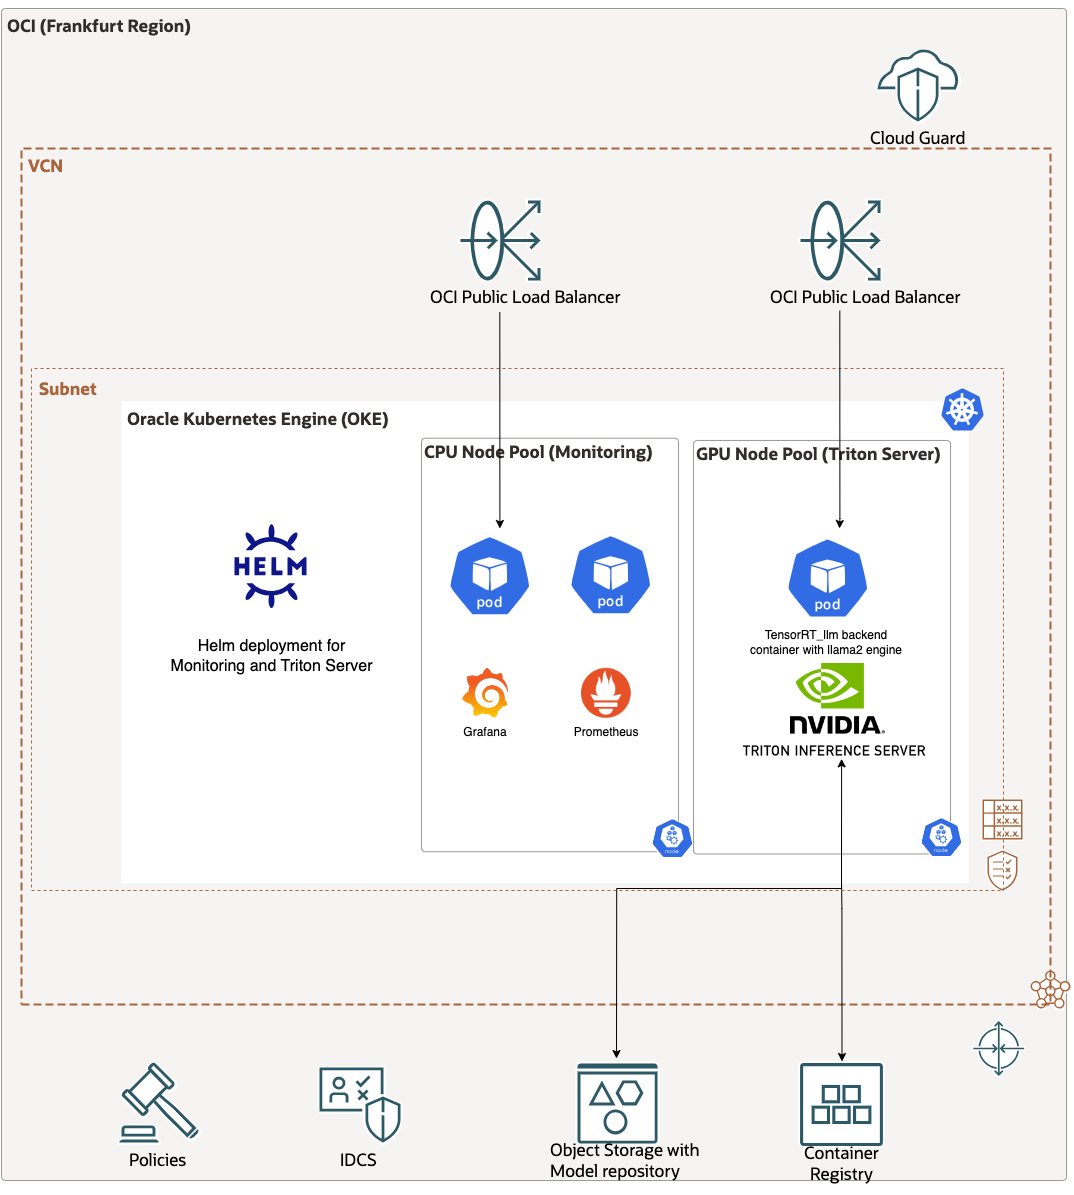 OCI (Frankfurt Region)
Cloud Guard
VCN
OCI Public Load Balancer
OCI Public Load Balancer
Subnet
Oracle Kubernetes Engine (OKE)
CPU Node Pool (Monitoring)
GPU Node Pool (Triton Server)
HELM
pod
pod
pod
Helm deployment for
Monitoring and Triton Server
TensorRT_llm backend
container with llama2 engine
Grafana
Prometheus
NVIDIA.
TRITON INFERENCE SERVER
x.x.x.
x.x.x.
x.x.x.
node
node
Policies
IDCS
Object Storage with
Model repository
Container
Registry